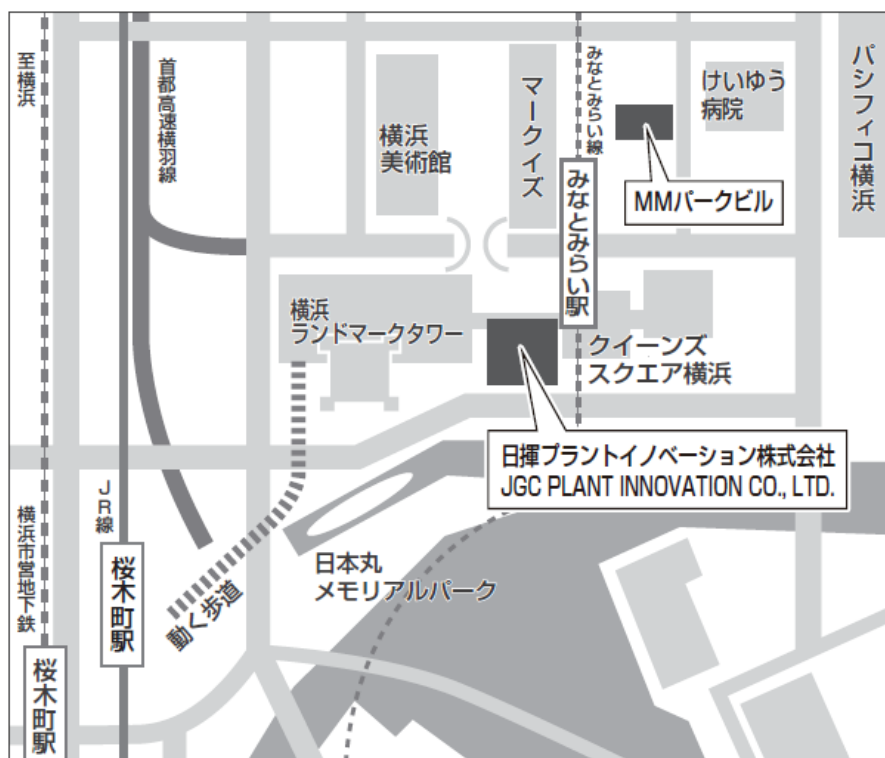 至横浜
首都高速横羽線
横浜
美術館
マークイズ
みなとみらい線
けいゆう
病院
パシフィコ横浜
MMパークビル
みなとみらい駅
横浜
ランドマークタワー
クイーンズ
スクエア横浜
日揮プラントイノベーション株式会社
JGC PLANT INNOVATION CO., LTD.
JR線
横浜市営地下鉄
桜木町駅
動く歩道
日本丸
メモリアルパーク
桜木町駅